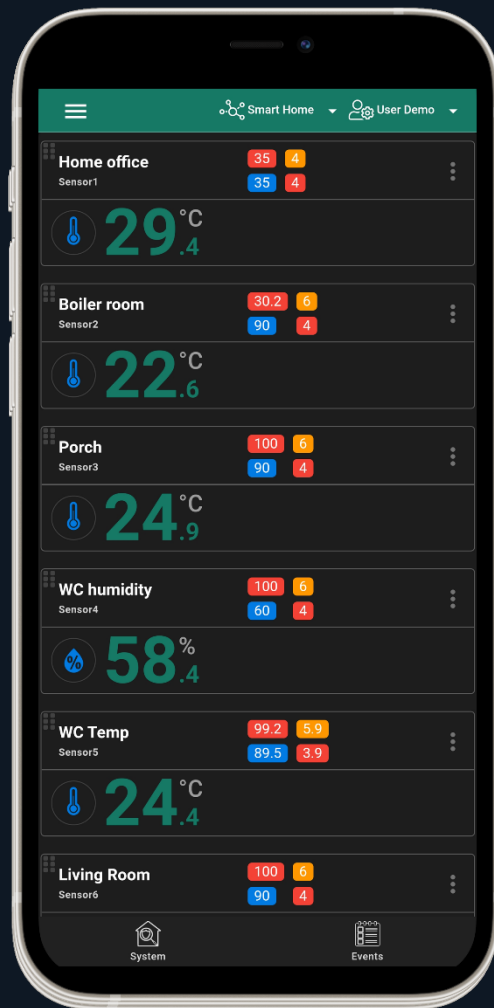 Smart Home User Demo
Home office 35 4
Sensor1 35 4
29.4 °C
Boiler room 30.2 6
Sensor2 90 4
22.6 °C
Porch 100 6
Sensor3 90 4
24.9 °C
WC humidity 100 6
Sensor4 60 4
%
58.4 %
WC Temp 99.2 5.9
Sensor5 89.5 3.9
24.4 °C
Living Room 100 6
Sensor6 90 4
System Events